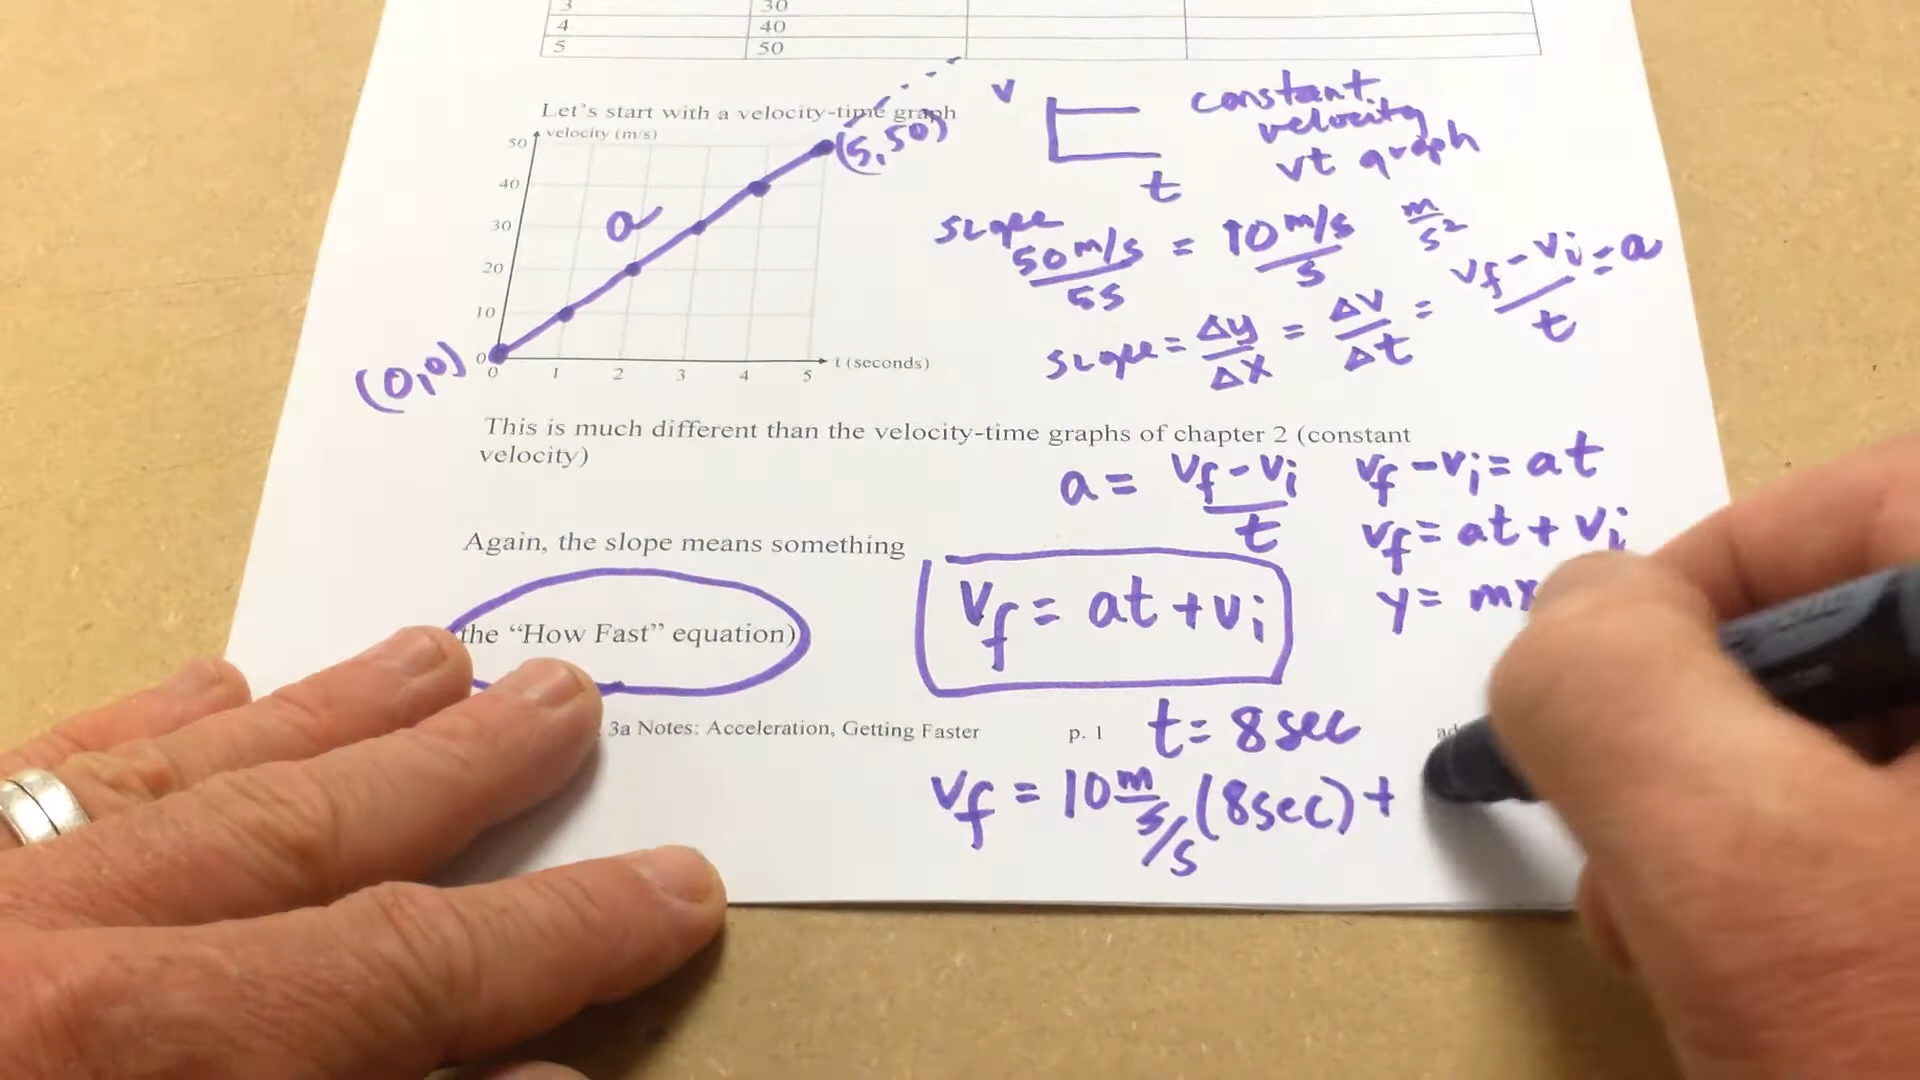 3 30
4 40
5 50
Let's start with a velocity-time graph
velocity (m/s)
50
40
30
20
10
0
0 1 2 3 4 5
t (seconds)
a
(0,0)
(5,50)
v
t
constant
velocity
vt graph
slope
50 m/s / 5s = 10 m/s / s
m/s²
slope = Δy/Δx = Δv/Δt = vf - vi / t = a
This is much different than the velocity-time graphs of chapter 2 (constant
velocity)
a = vf - vi / t
vf - vi = at
vf = at + vi
y = mx
Again, the slope means something
vf = at + vi
the “How Fast” equation)
3a Notes: Acceleration, Getting Faster p. 1
t = 8 sec
vf = 10 m/s/s (8 sec) +